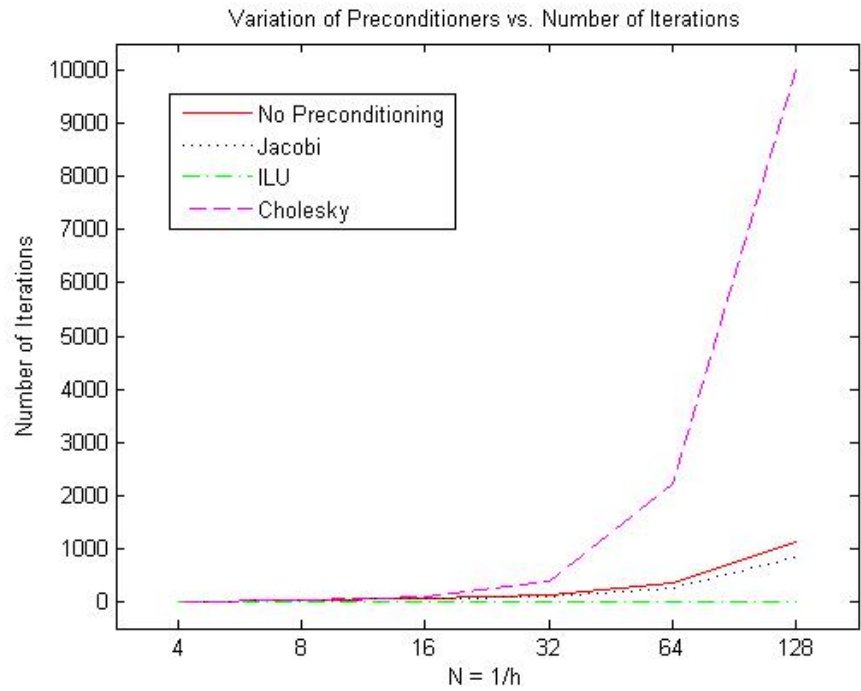 Variation of Preconditioners vs. Number of Iterations
10000
9000
8000
7000
6000
5000
4000
3000
2000
1000
0
Number of Iterations
No Preconditioning
Jacobi
ILU
Cholesky
4 8 16 32 64 128
N = 1/h